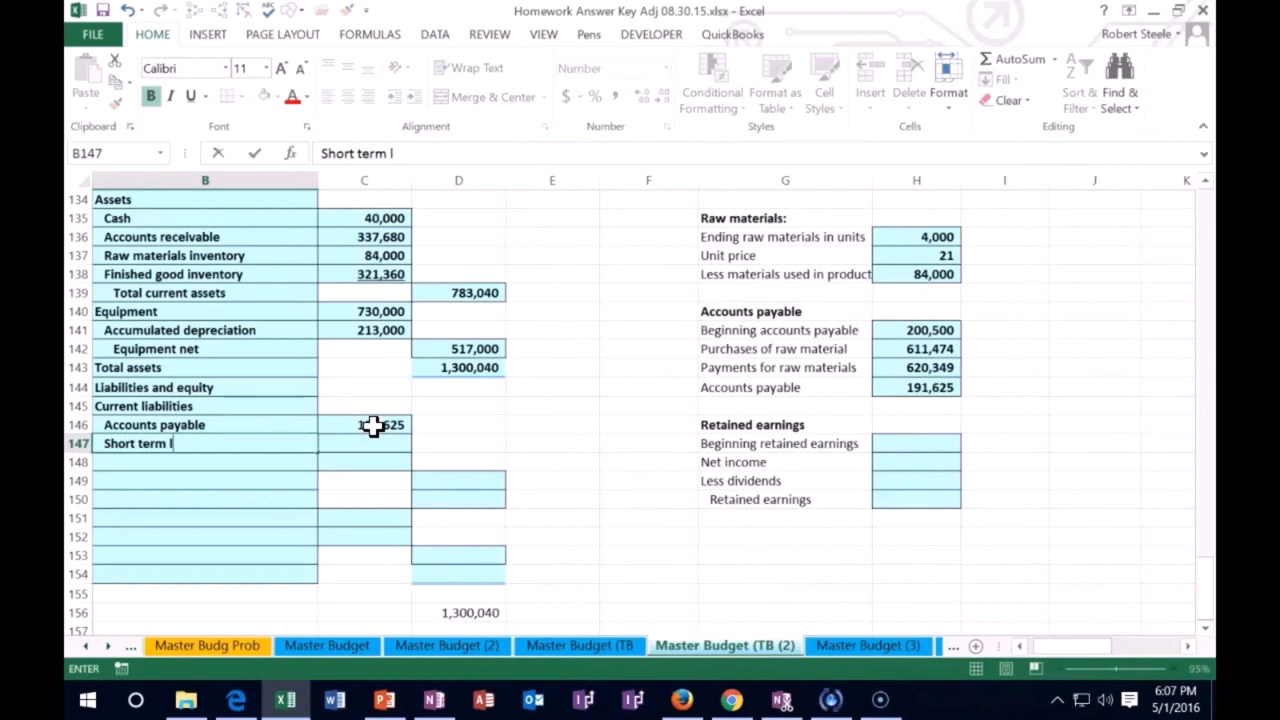 Homework Answer Key Adj 08.30.15.xlsx - Excel
FILE HOME INSERT PAGE LAYOUT FORMULAS DATA REVIEW VIEW Pens DEVELOPER QuickBooks Robert Steele
Calibri 11 Wrap Text Number AutoSum
Paste B I U Merge & Center $ % Conditional Formatting Format as Table Cell Styles Insert Delete Format Fill Clear Sort & Filter Find & Select
Clipboard Font Alignment Number Styles Cells Editing
B147 fx Short term l
B C D E F G H I J K
134 Assets
135 Cash 40,000 Raw materials:
136 Accounts receivable 337,680 Ending raw materials in units 4,000
137 Raw materials inventory 84,000 Unit price 21
138 Finished good inventory 321,360 Less materials used in product 84,000
139 Total current assets 783,040
140 Equipment 730,000 Accounts payable
141 Accumulated depreciation 213,000 Beginning accounts payable 200,500
142 Equipment net 517,000 Purchases of raw material 611,474
143 Total assets 1,300,040 Payments for raw materials 620,349
144 Liabilities and equity Accounts payable 191,625
145 Current liabilities
146 Accounts payable Retained earnings
147 Short term l Beginning retained earnings
148 Net income
149 Less dividends
150 Retained earnings
151
152
153
154
155
156 1,300,040
157
... Master Budg Prob Master Budget Master Budget (2) Master Budget (TB Master Budget (TB (2) Master Budget (3) ...
ENTER 95%
6:07 PM
5/1/2016